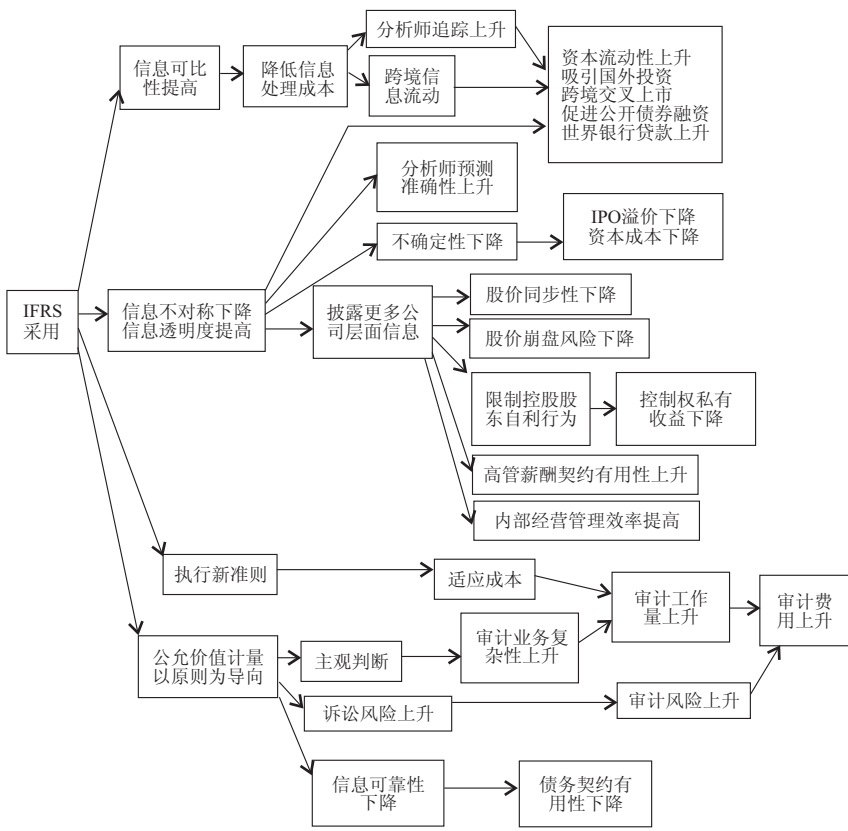 分析师追踪上升
信息可比
性提高
降低信息
处理成本
跨境信
息流动
资本流动性上升
吸引国外投资
跨境交叉上市
促进公开债券融资
世界银行贷款上升
分析师预测
准确性上升
不确定性下降
IPO溢价下降
资本成本下降
IFRS
采用
信息不对称下降
信息透明度提高
披露更多公
司层面信息
股价同步性下降
股价崩盘风险下降
限制控股股
东自利行为
控制权私有
收益下降
高管薪酬契约有用性上升
内部经营管理效率提高
执行新准则
适应成本
审计工作
量上升
审计费
用上升
公允价值计量
以原则为导向
主观判断
审计业务复
杂性上升
诉讼风险上升
审计风险上升
信息可靠性
下降
债务契约有
用性下降